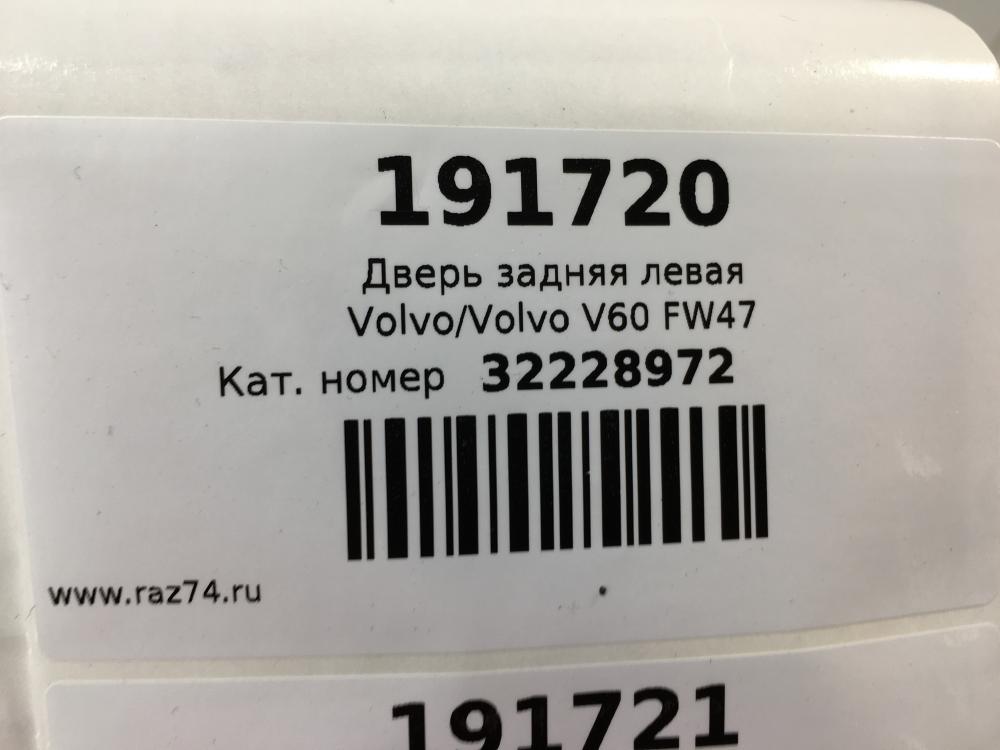 191720
Дверь задняя левая
Volvo/Volvo V60 FW47
Кат. номер 32228972
www.raz74.ru
191721